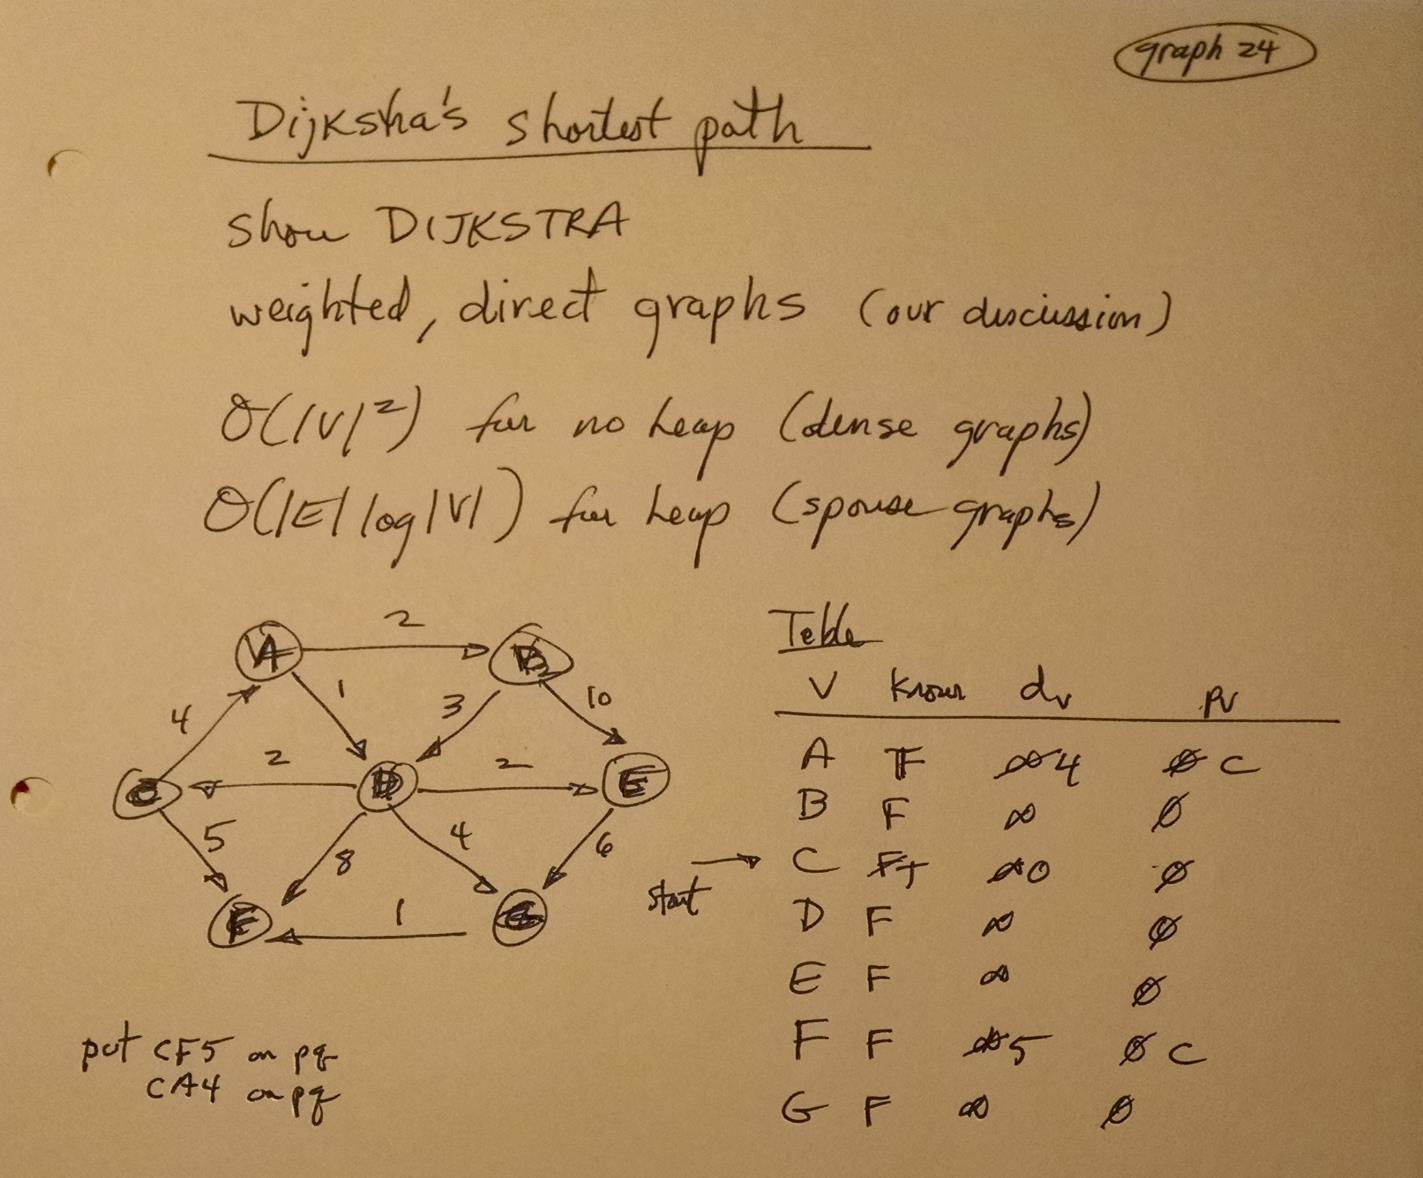 graph 24
Dijkstra's shortest path
show DIJKSTRA
weighted, direct graphs (our discussion)
O(|V|²) for no heap (dense graphs)
O(|E| log |V|) for heap (sparse graphs)
A 2 B
4 1 3 10
C 2 D 2 E
5 8 4 6
F 1 G
Table
V known dv pv
A F ∞ 4 ∅ C
B F ∞ ∅
start → C F T ∞ 0 ∅
D F ∞ ∅
E F ∞ ∅
F F ∞ 5 ∅ C
G F ∞ ∅
put CF5 on pq
CA4 on pq